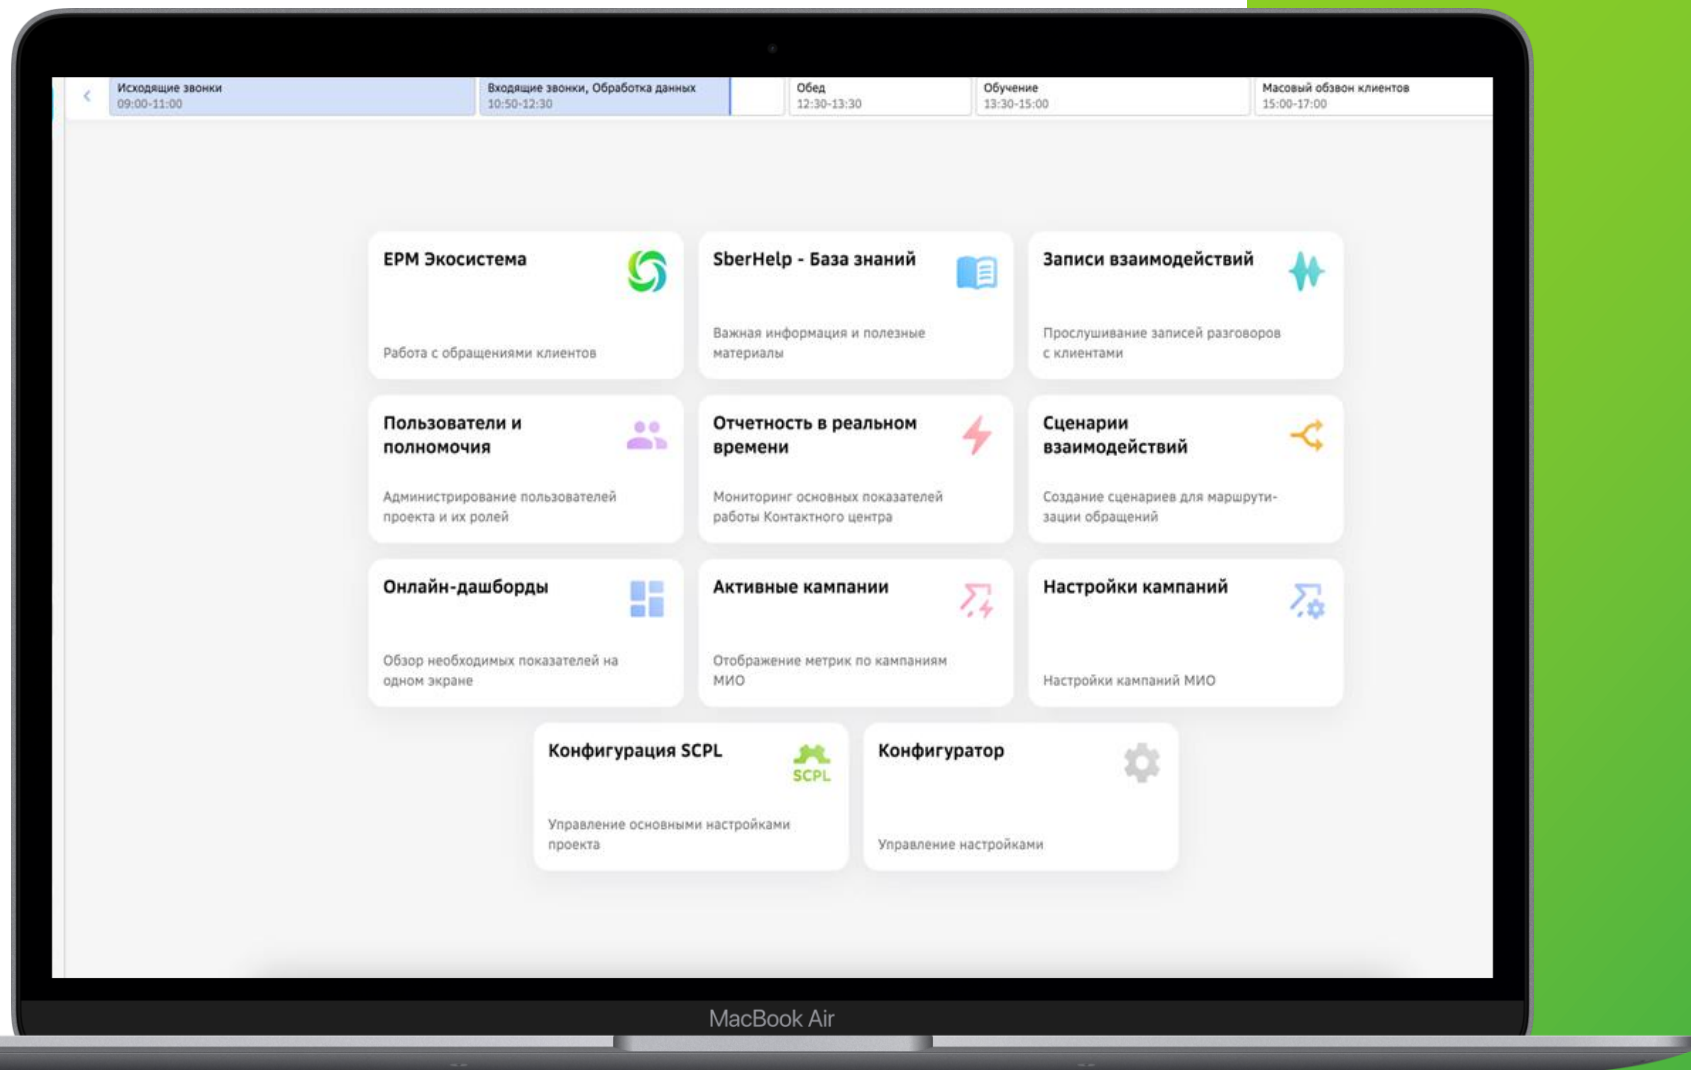 Исходящие звонки
09:00-11:00
Входящие звонки, Обработка данных
10:50-12:30
Обед
12:30-13:30
Обучение
13:30-15:00
Масовый обзвон клиентов
15:00-17:00
ЕРМ Экосистема
Работа с обращениями клиентов
SberHelp - База знаний
Важная информация и полезные
материалы
Записи взаимодействий
Прослушивание записей разговоров
с клиентами
Пользователи и
полномочия
Администрирование пользователей
проекта и их ролей
Отчетность в реальном
времени
Мониторинг основных показателей
работы Контактного центра
Сценарии
взаимодействий
Создание сценариев для маршрути-
зации обращений
Онлайн-дашборды
Обзор необходимых показателей на
одном экране
Активные кампании
Отображение метрик по кампаниям
МИО
Настройки кампаний
Настройки кампаний МИО
Конфигурация SCPL
SCPL
Управление основными настройками
проекта
Конфигуратор
Управление настройками
MacBook Air